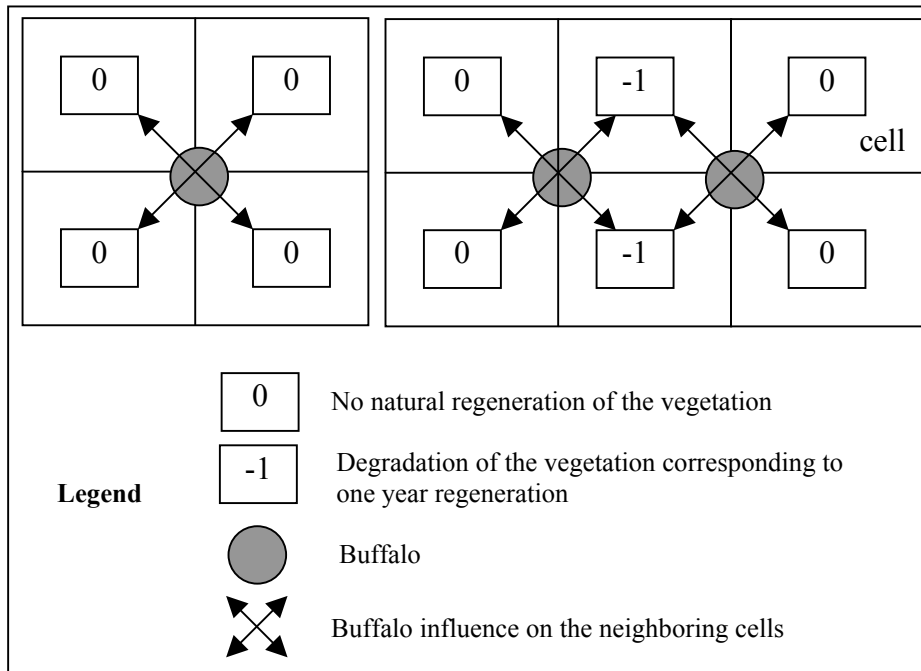 0 0 0 -1 0
cell
0 0 0 -1 0
0 No natural regeneration of the vegetation
-1 Degradation of the vegetation corresponding to
one year regeneration
Legend
Buffalo
Buffalo influence on the neighboring cells